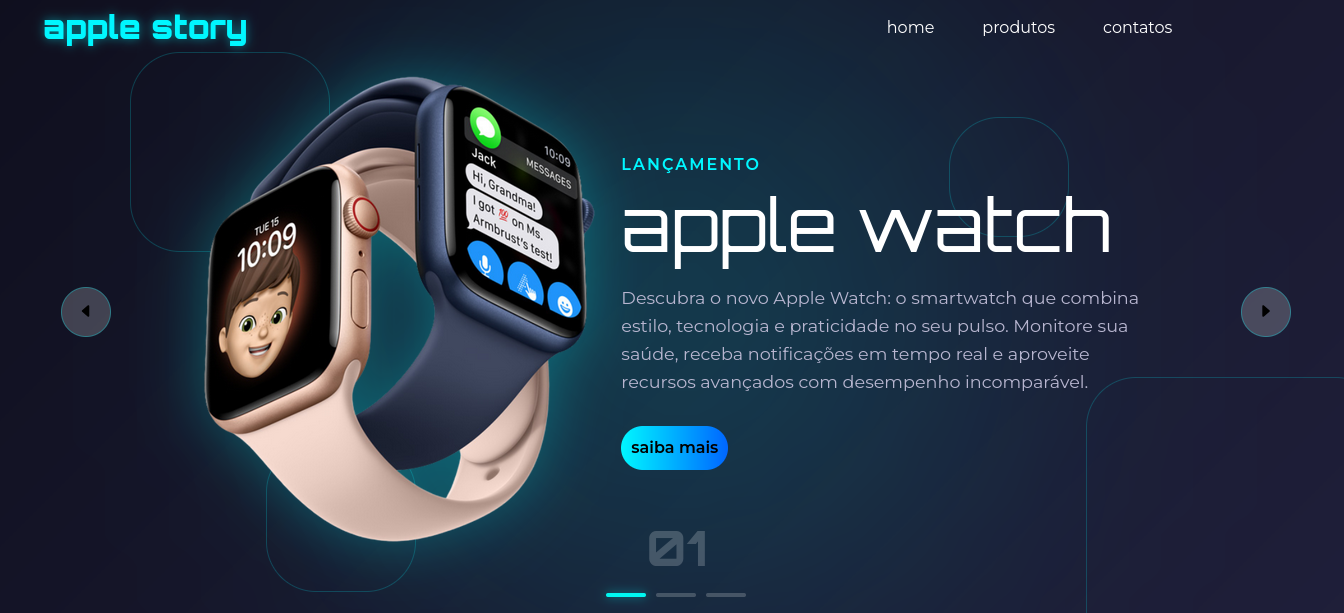 apple story
home produtos contatos
10:09
MESSAGES
Jack
Hi, Grandma!
I got 💯 on Ms.
Armbrust's test!
TUE 15
10:09
LANÇAMENTO
apple watch
Descubra o novo Apple Watch: o smartwatch que combina
estilo, tecnologia e praticidade no seu pulso. Monitore sua
saúde, receba notificações em tempo real e aproveite
recursos avançados com desempenho incomparável.
saiba mais
01